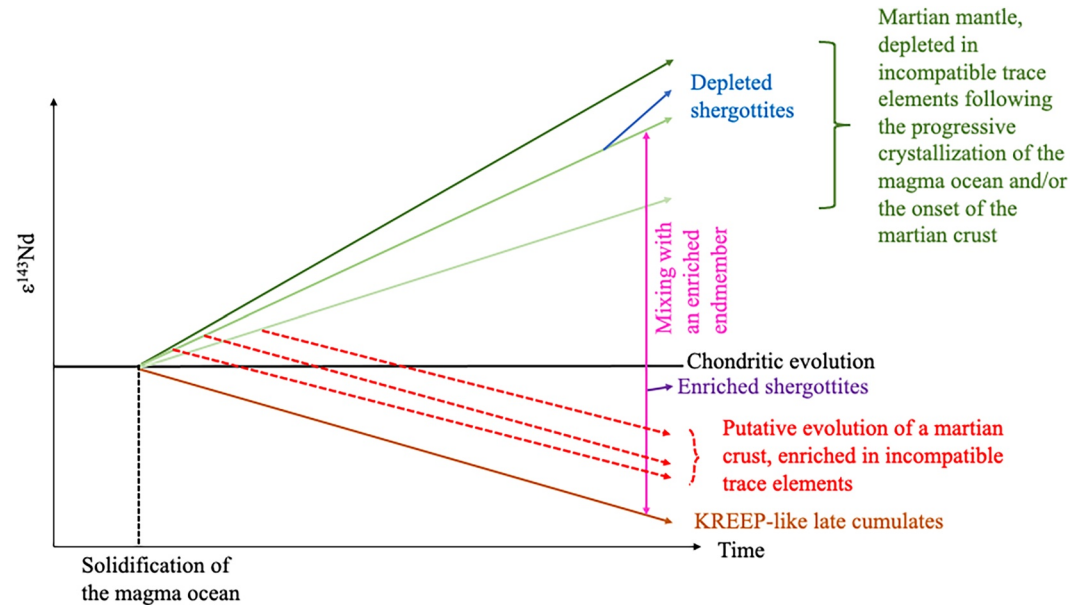 Martian mantle,
depleted in
incompatible trace
elements following
the progressive
crystallization of the
magma ocean and/or
the onset of the
martian crust
Depleted
shergottites
ε¹⁴³Nd
Mixing with
an enriched
endmember
Chondritic evolution
Enriched shergottites
Putative evolution of a martian
crust, enriched in incompatible
trace elements
KREEP-like late cumulates
Time
Solidification of
the magma ocean